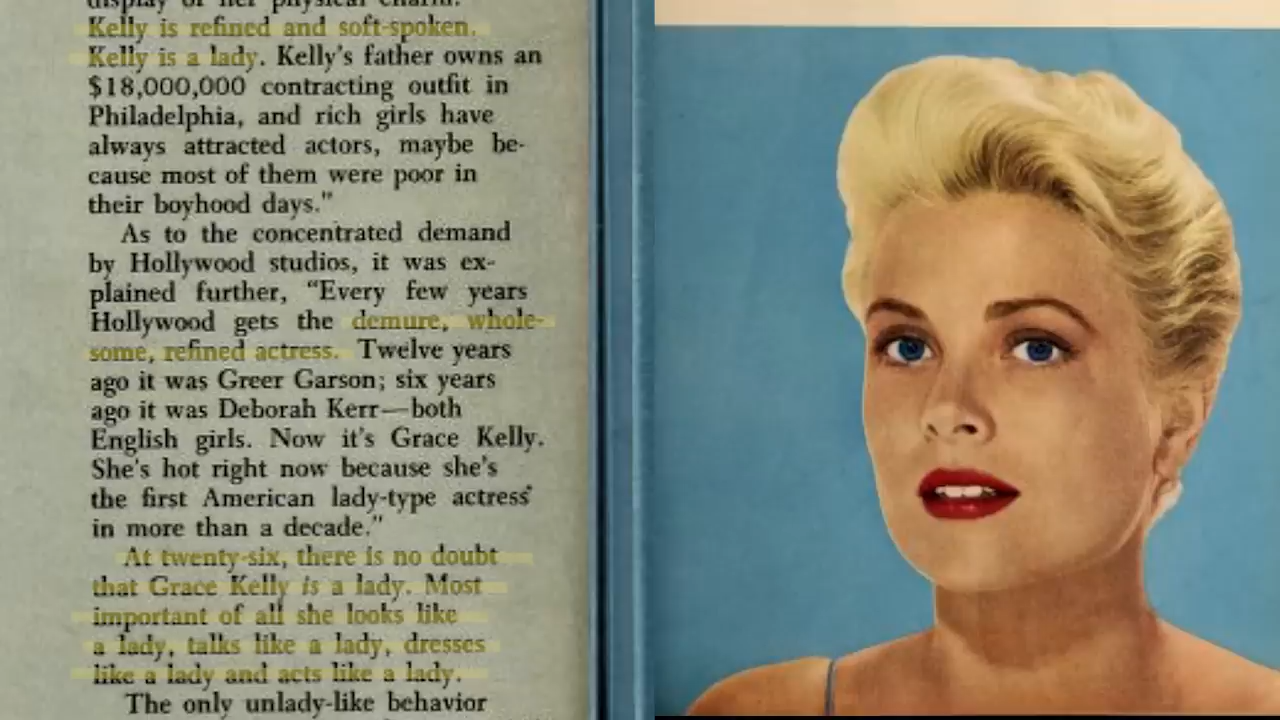 display of her physical charm.
Kelly is refined and soft-spoken.
Kelly is a lady. Kelly's father owns an
$18,000,000 contracting outfit in
Philadelphia, and rich girls have
always attracted actors, maybe be-
cause most of them were poor in
their boyhood days."
As to the concentrated demand
by Hollywood studios, it was ex-
plained further, "Every few years
Hollywood gets the demure, whole-
some, refined actress. Twelve years
ago it was Greer Garson; six years
ago it was Deborah Kerr—both
English girls. Now it's Grace Kelly.
She's hot right now because she's
the first American lady-type actress
in more than a decade."
At twenty-six, there is no doubt
that Grace Kelly is a lady. Most
important of all she looks like
a lady, talks like a lady, dresses
like a lady and acts like a lady.
The only unlady-like behavior